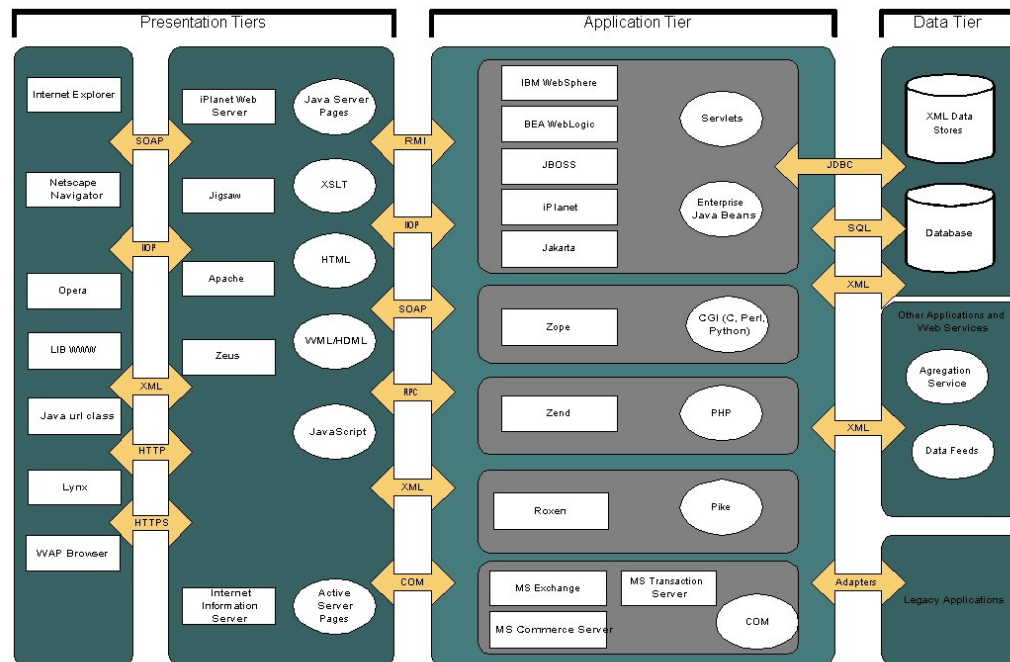 Presentation Tiers
Application Tier
Data Tier
Internet Explorer
Netscape
Navigator
Opera
LIB WWW
Java url class
Lynx
WAP Browser
SOAP
IIOP
XML
HTTP
HTTPS
iPlanet Web
Server
Jigsaw
Apache
Zeus
Internet
Information
Server
Java Server
Pages
XSLT
HTML
WML/HDML
JavaScript
Active
Server
Pages
RMI
IIOP
SOAP
RPC
XML
COM
IBM WebSphere
BEA WebLogic
JBOSS
iPlanet
Jakarta
Servlets
Enterprise
Java Beans
Zope
CGI (C, Perl,
Python)
Zend
PHP
Roxen
Pike
MS Exchange
MS Transaction
Server
MS Commerce Server
COM
JDBC
SQL
XML
XML
Adapters
XML Data
Stores
Database
Other Applications and
Web Services
Agregation
Service
Data Feeds
Legacy Applications